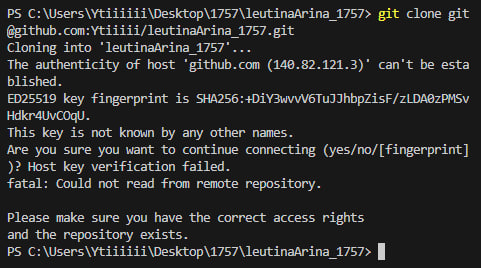 PS C:\Users\Ytiiiiii\Desktop\1757\leutinaArina_1757> git clone git
@github.com:Ytiiiii/leutinaArina_1757.git
Cloning into 'leutinaArina_1757'...
The authenticity of host 'github.com (140.82.121.3)' can't be esta
blished.
ED25519 key fingerprint is SHA256:+DiY3wvvV6TuJJhbpZisF/zLDA0zPMSv
Hdkr4UvCOqU.
This key is not known by any other names.
Are you sure you want to continue connecting (yes/no/[fingerprint]
)? Host key verification failed.
fatal: Could not read from remote repository.
Please make sure you have the correct access rights
and the repository exists.
PS C:\Users\Ytiiiiii\Desktop\1757\leutinaArina_1757>